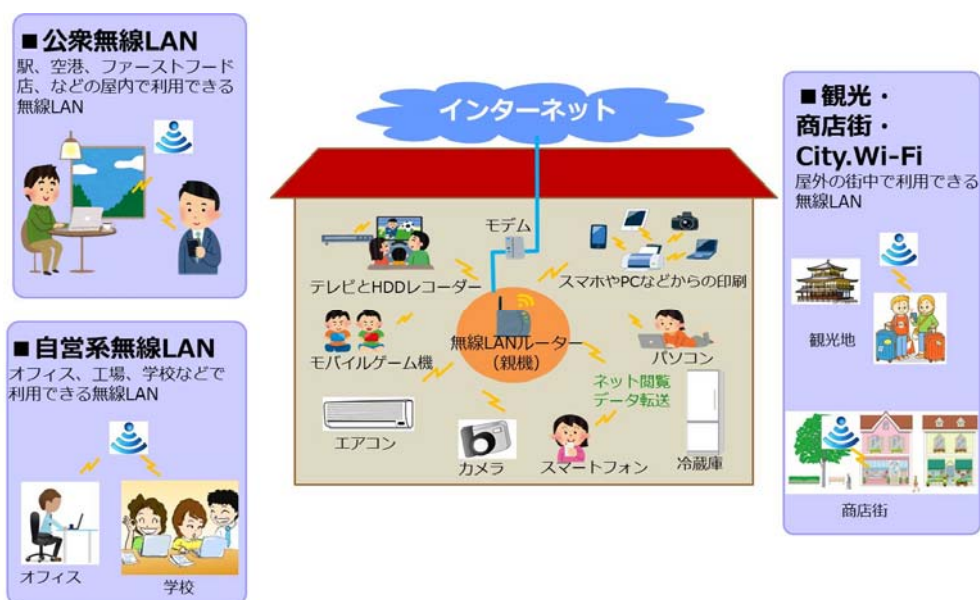 ■公衆無線LAN
駅、空港、ファーストフード
店、などの屋内で利用できる
無線LAN
■自営系無線LAN
オフィス、工場、学校などで
利用できる無線LAN
オフィス
学校
インターネット
モデム
テレビとHDDレコーダー
スマホやPCなどからの印刷
無線LANルーター
(親機)
モバイルゲーム機
パソコン
ネット閲覧
データ転送
エアコン
カメラ
スマートフォン
冷蔵庫
■観光・
商店街・
City.Wi-Fi
屋外の街中で利用できる
無線LAN
観光地
商店街